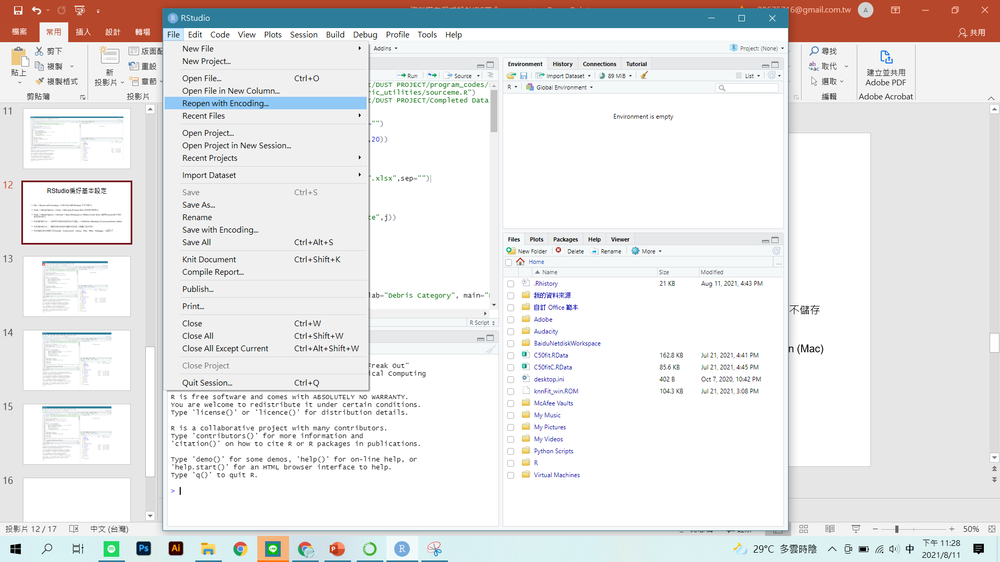 88675716@gmail.com.tw
A
RStudio
檔案
常用
插入
設計
轉場
共用
File Edit Code View Plots Session Build Debug Profile Tools Help
貼上
剪下
複製
複製格式
剪貼簿
新
投影片
版面配
重設
章節
投影片
尋找
取代
選取
編輯
建立並共用
Adobe PDF
Adobe Acrobat
New File
New Project...
Open File... Ctrl+O
Open File in New Column...
Reopen with Encoding...
Recent Files
Open Project...
Open Project in New Session...
Recent Projects
Import Dataset
Save Ctrl+S
Save As...
Rename
Save with Encoding...
Save All Ctrl+Alt+S
Knit Document Ctrl+Shift+K
Compile Report...
Publish...
Print...
Close Ctrl+W
Close All Ctrl+Shift+W
Close All Except Current Ctrl+Alt+Shift+W
Close Project
Quit Session... Ctrl+Q
Addins
Project: (None)
Run
Source
t/DUST PROJECT/program_codes/
ric_utilities/sourceme.R")
t/DUST PROJECT/Completed Data
="")
,20))
".xlsx",sep="")
te",j))
lab="Debris Category", main="
R Script
Freak Out"
ical Computing
R is free software and comes with ABSOLUTELY NO WARRANTY.
You are welcome to redistribute it under certain conditions.
Type 'license()' or 'licence()' for distribution details.
R is a collaborative project with many contributors.
Type 'contributors()' for more information and
'citation()' on how to cite R or R packages in publications.
Type 'demo()' for some demos, 'help()' for on-line help, or
'help.start()' for an HTML browser interface to help.
Type 'q()' to quit R.
>
Environment History Connections Tutorial
Import Dataset
89 MiB
List
R
Global Environment
Environment is empty
Files Plots Packages Help Viewer
New Folder Delete Rename More
Home
...
Name Size Modified
.Rhistory 21 KB Aug 11, 2021, 4:43 PM
我的資料來源
自訂 Office 範本
Adobe
Audacity
BaiduNetdiskWorkspace
C50fit.RData 162.8 KB Jul 21, 2021, 4:41 PM
C50fitC.RData 85.6 KB Jul 21, 2021, 4:45 PM
desktop.ini 402 B Oct 7, 2020, 10:42 PM
knnFit_win.ROM 104.3 KB Jul 21, 2021, 3:08 PM
McAfee Vaults
My Music
My Pictures
My Videos
Python Scripts
R
Virtual Machines
11
12
RStudio偏好基本設定
13
14
15
16
不儲存
n (Mac)
投影片 12 / 17
中文 (台灣)
50%
Ps
Ai
R
29°C 多雲時陰
中
下午 11:28
2021/8/11